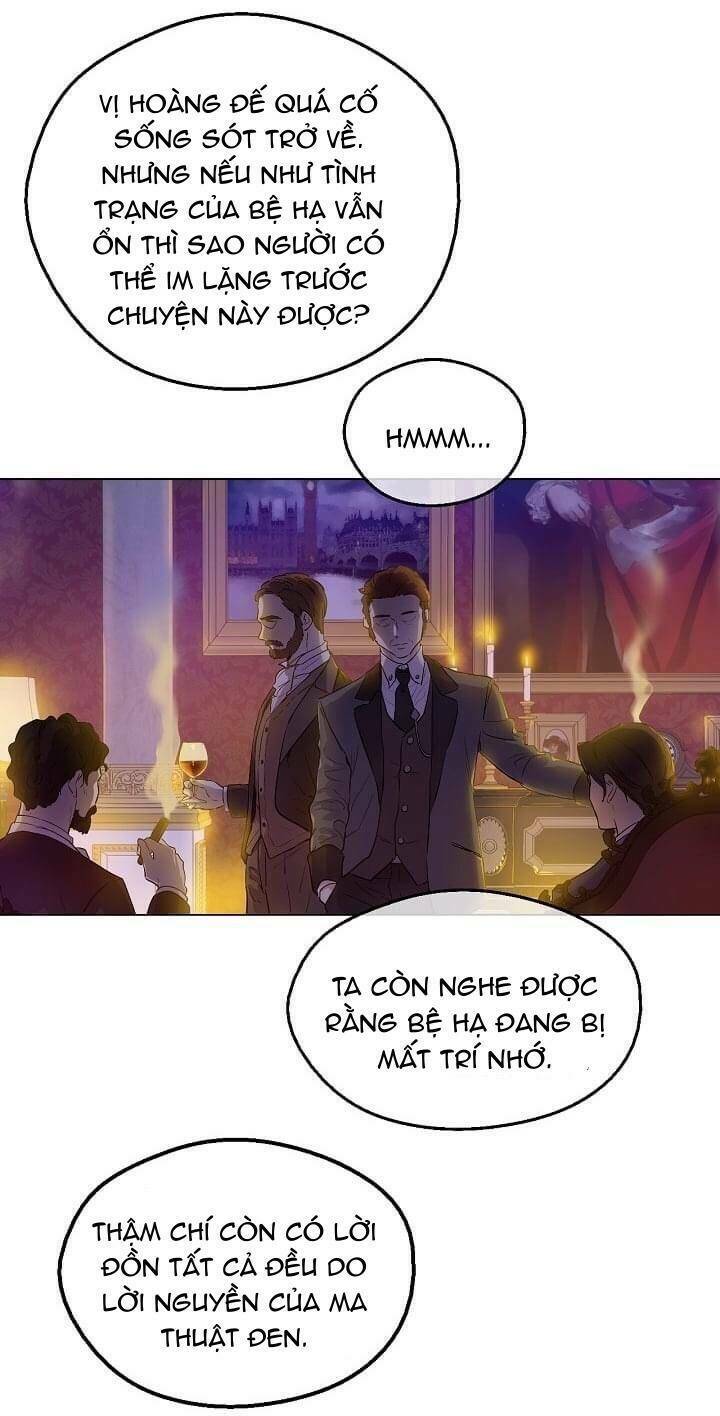 VỊ HOÀNG ĐẾ QUÁ CỐ
SỐNG SÓT TRỞ VỀ.
NHƯNG NẾU NHƯ TÌNH
TRẠNG CỦA BỆ HẠ VẪN
ỔN THÌ SAO NGƯỜI CÓ
THỂ IM LẶNG TRƯỚC
CHUYỆN NÀY ĐƯỢC?
HMMM...
TA CÒN NGHE ĐƯỢC
RẰNG BỆ HẠ ĐANG BỊ
MẤT TRÍ NHỚ.
THẬM CHÍ CÒN CÓ LỜI
ĐỒN TẤT CẢ ĐỀU DO
LỜI NGUYỀN CỦA MA
THUẬT ĐEN.